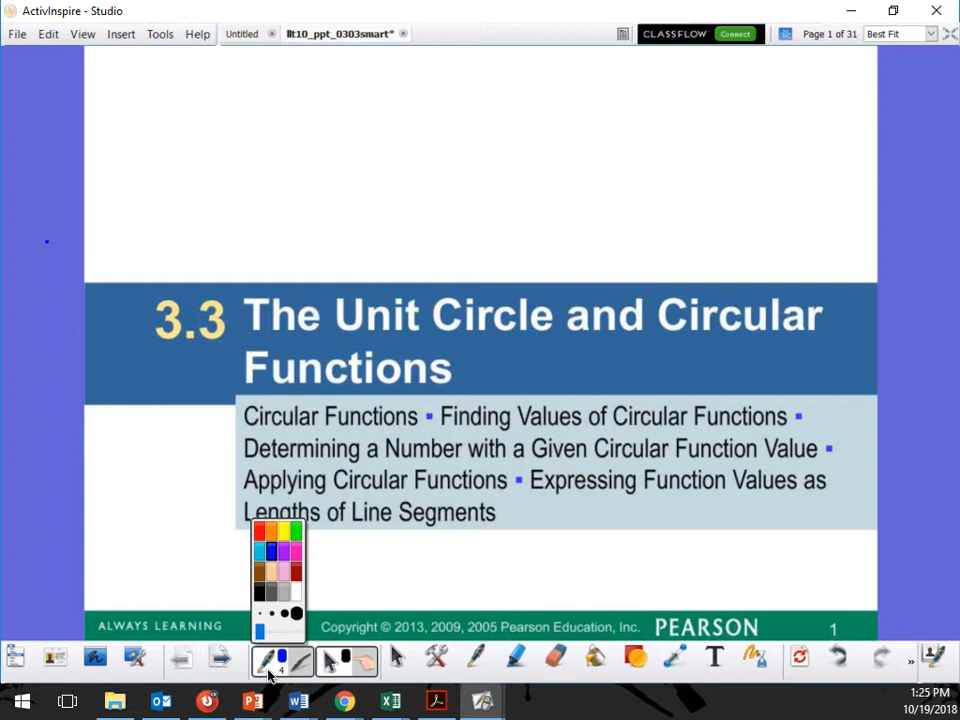 ActivInspire - Studio
File Edit View Insert Tools Help Untitled llt10_ppt_0303smart* CLASSFLOW Connect Page 1 of 31 Best Fit
3.3 The Unit Circle and Circular
Functions
Circular Functions ▪ Finding Values of Circular Functions ▪
Determining a Number with a Given Circular Function Value ▪
Applying Circular Functions ▪ Expressing Function Values as
Lengths of Line Segments
ALWAYS LEARNING Copyright © 2013, 2009, 2005 Pearson Education, Inc. PEARSON 1
4 T »
1:25 PM
10/19/2018